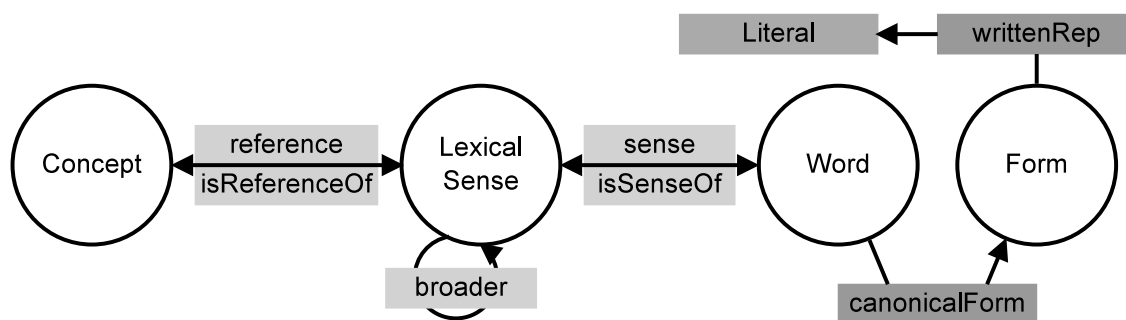 Literal
writtenRep
Concept
reference
isReferenceOf
Lexical
Sense
sense
isSenseOf
Word
Form
broader
canonicalForm